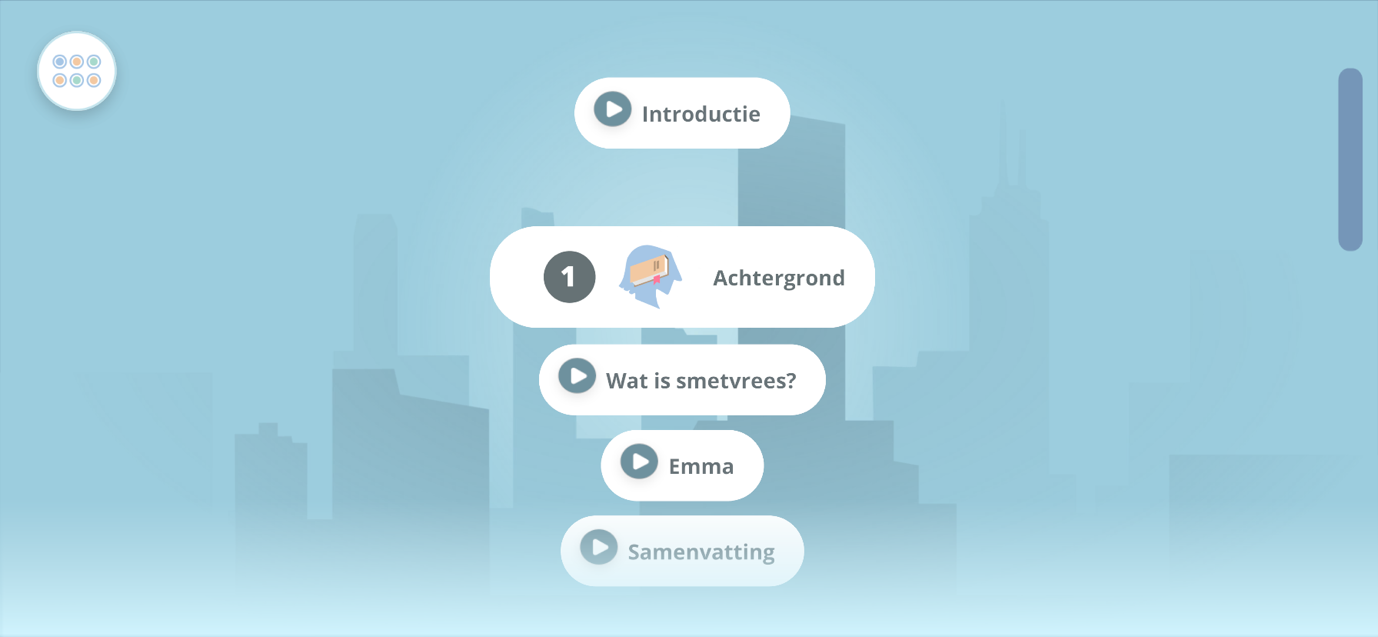 Introductie
1 Achtergrond
Wat is smetvrees?
Emma
Samenvatting